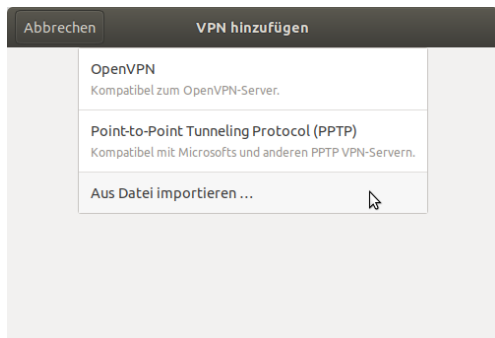 Abbrechen VPN hinzufügen
OpenVPN
Kompatibel zum OpenVPN-Server.
Point-to-Point Tunneling Protocol (PPTP)
Kompatibel mit Microsofts und anderen PPTP VPN-Servern.
Aus Datei importieren …